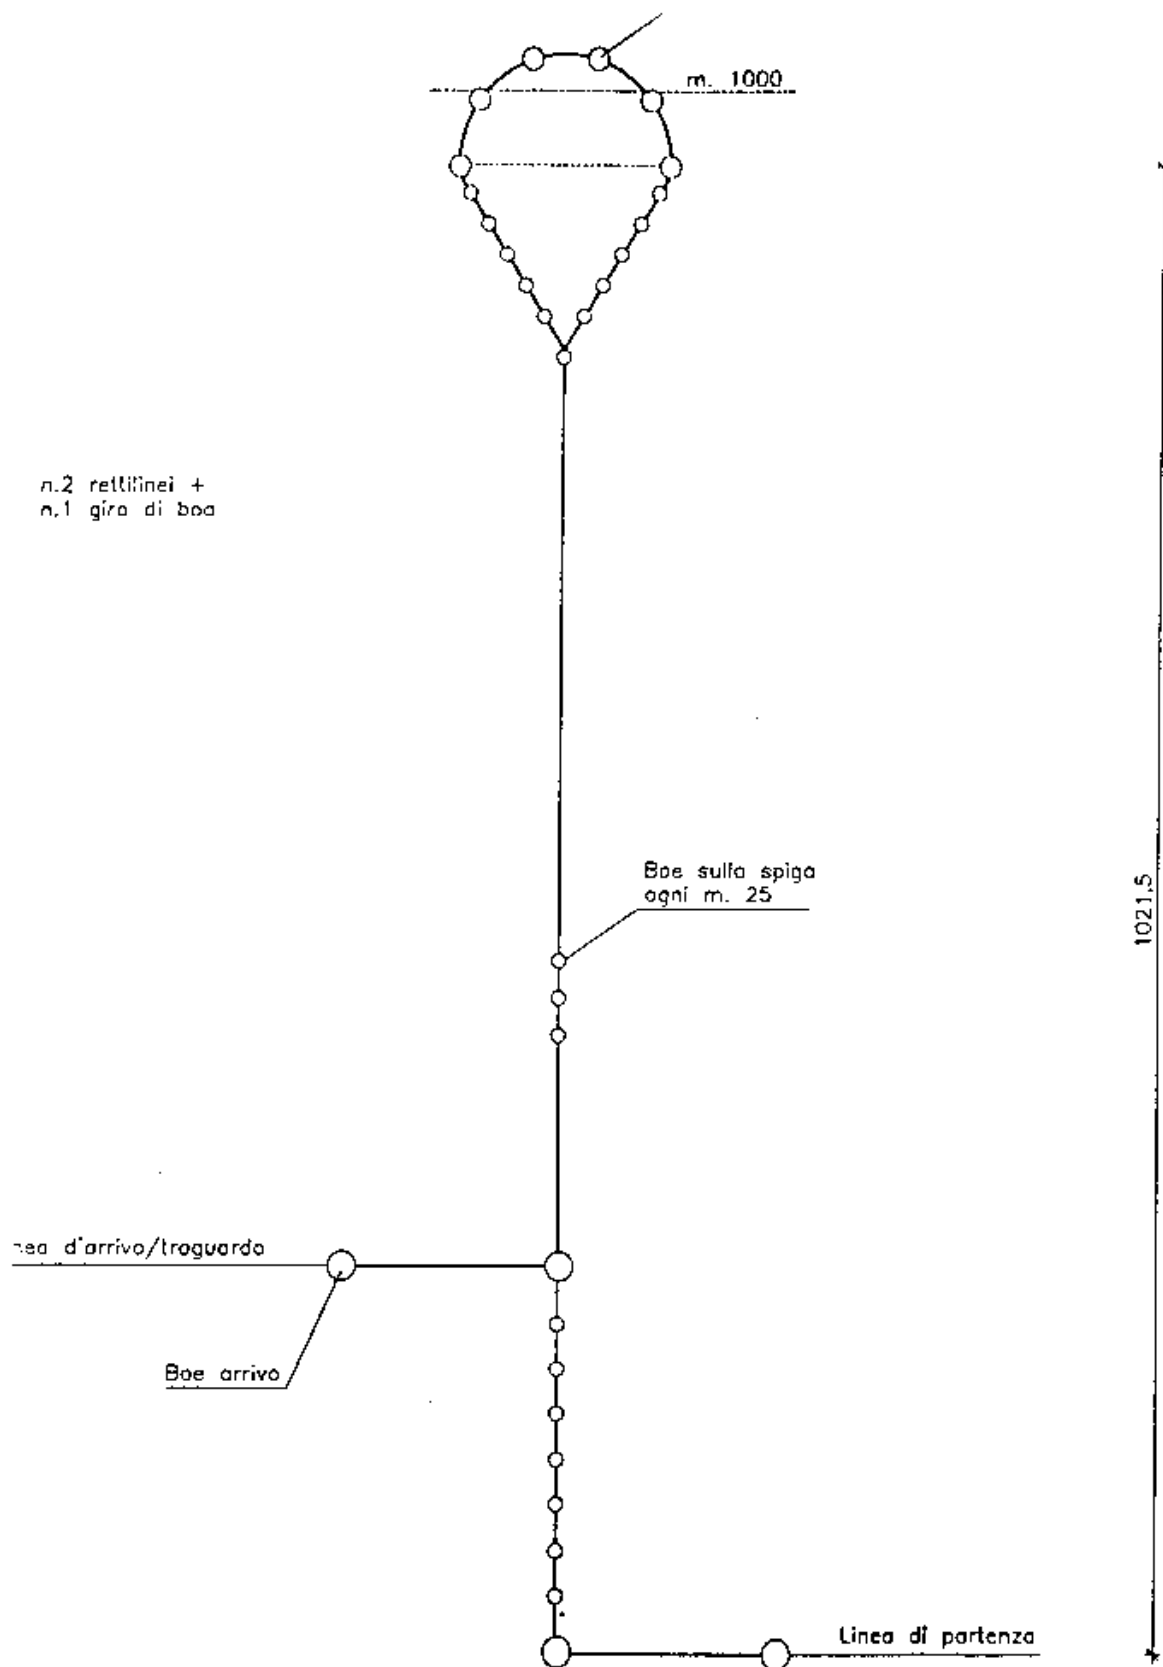 m. 1000
n.2 rettilinei +
n.1 giro di boa
Boe sulla spiga
ogni m. 25
1021,5
nea d'arrivo/traguardo
Boe arrivo
Linea di partenza